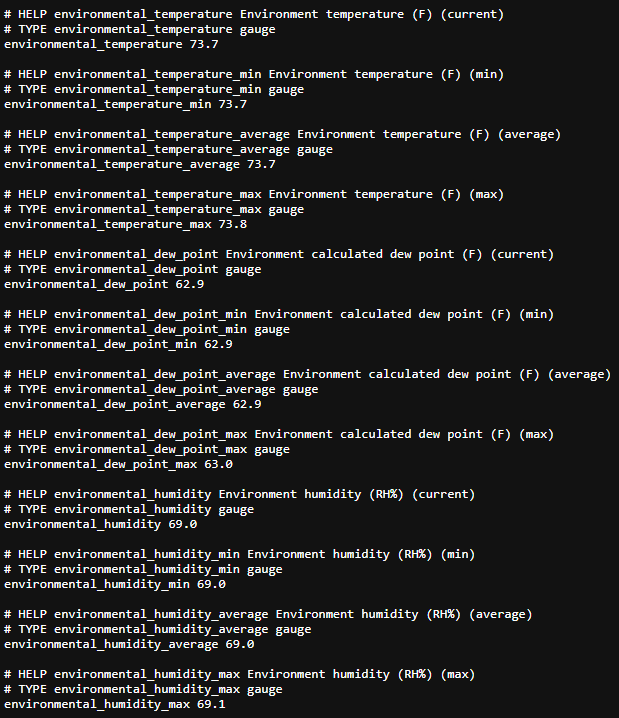 # HELP environmental_temperature Environment temperature (F) (current)
# TYPE environmental_temperature gauge
environmental_temperature 73.7
# HELP environmental_temperature_min Environment temperature (F) (min)
# TYPE environmental_temperature_min gauge
environmental_temperature_min 73.7
# HELP environmental_temperature_average Environment temperature (F) (average)
# TYPE environmental_temperature_average gauge
environmental_temperature_average 73.7
# HELP environmental_temperature_max Environment temperature (F) (max)
# TYPE environmental_temperature_max gauge
environmental_temperature_max 73.8
# HELP environmental_dew_point Environment calculated dew point (F) (current)
# TYPE environmental_dew_point gauge
environmental_dew_point 62.9
# HELP environmental_dew_point_min Environment calculated dew point (F) (min)
# TYPE environmental_dew_point_min gauge
environmental_dew_point_min 62.9
# HELP environmental_dew_point_average Environment calculated dew point (F) (average)
# TYPE environmental_dew_point_average gauge
environmental_dew_point_average 62.9
# HELP environmental_dew_point_max Environment calculated dew point (F) (max)
# TYPE environmental_dew_point_max gauge
environmental_dew_point_max 63.0
# HELP environmental_humidity Environment humidity (RH%) (current)
# TYPE environmental_humidity gauge
environmental_humidity 69.0
# HELP environmental_humidity_min Environment humidity (RH%) (min)
# TYPE environmental_humidity_min gauge
environmental_humidity_min 69.0
# HELP environmental_humidity_average Environment humidity (RH%) (average)
# TYPE environmental_humidity_average gauge
environmental_humidity_average 69.0
# HELP environmental_humidity_max Environment humidity (RH%) (max)
# TYPE environmental_humidity_max gauge
environmental_humidity_max 69.1